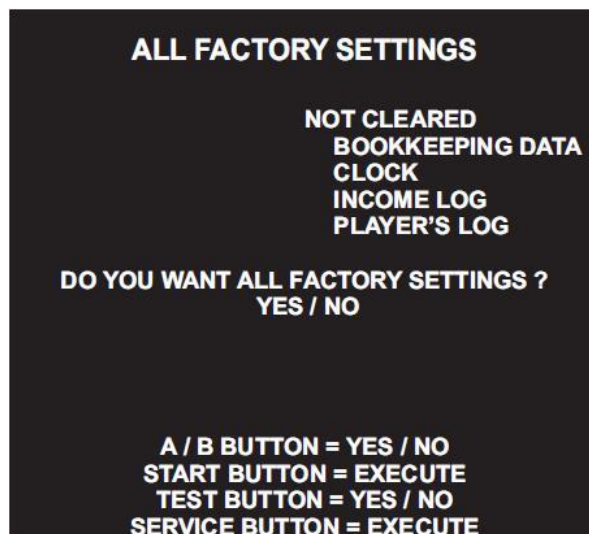 ALL FACTORY SETTINGS
NOT CLEARED
BOOKKEEPING DATA
CLOCK
INCOME LOG
PLAYER'S LOG
DO YOU WANT ALL FACTORY SETTINGS ?
YES / NO
A / B BUTTON = YES / NO
START BUTTON = EXECUTE
TEST BUTTON = YES / NO
SERVICE BUTTON = EXECUTE